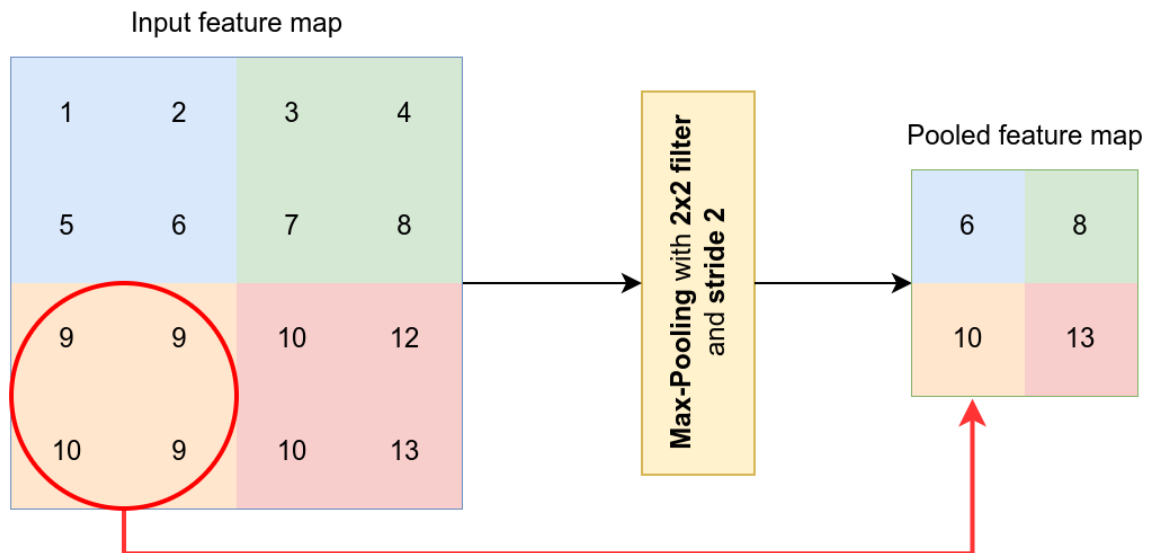 Input feature map
1 2 3 4
5 6 7 8
9 9 10 12
10 9 10 13
Max-Pooling with 2x2 filter
and stride 2
Pooled feature map
6 8
10 13